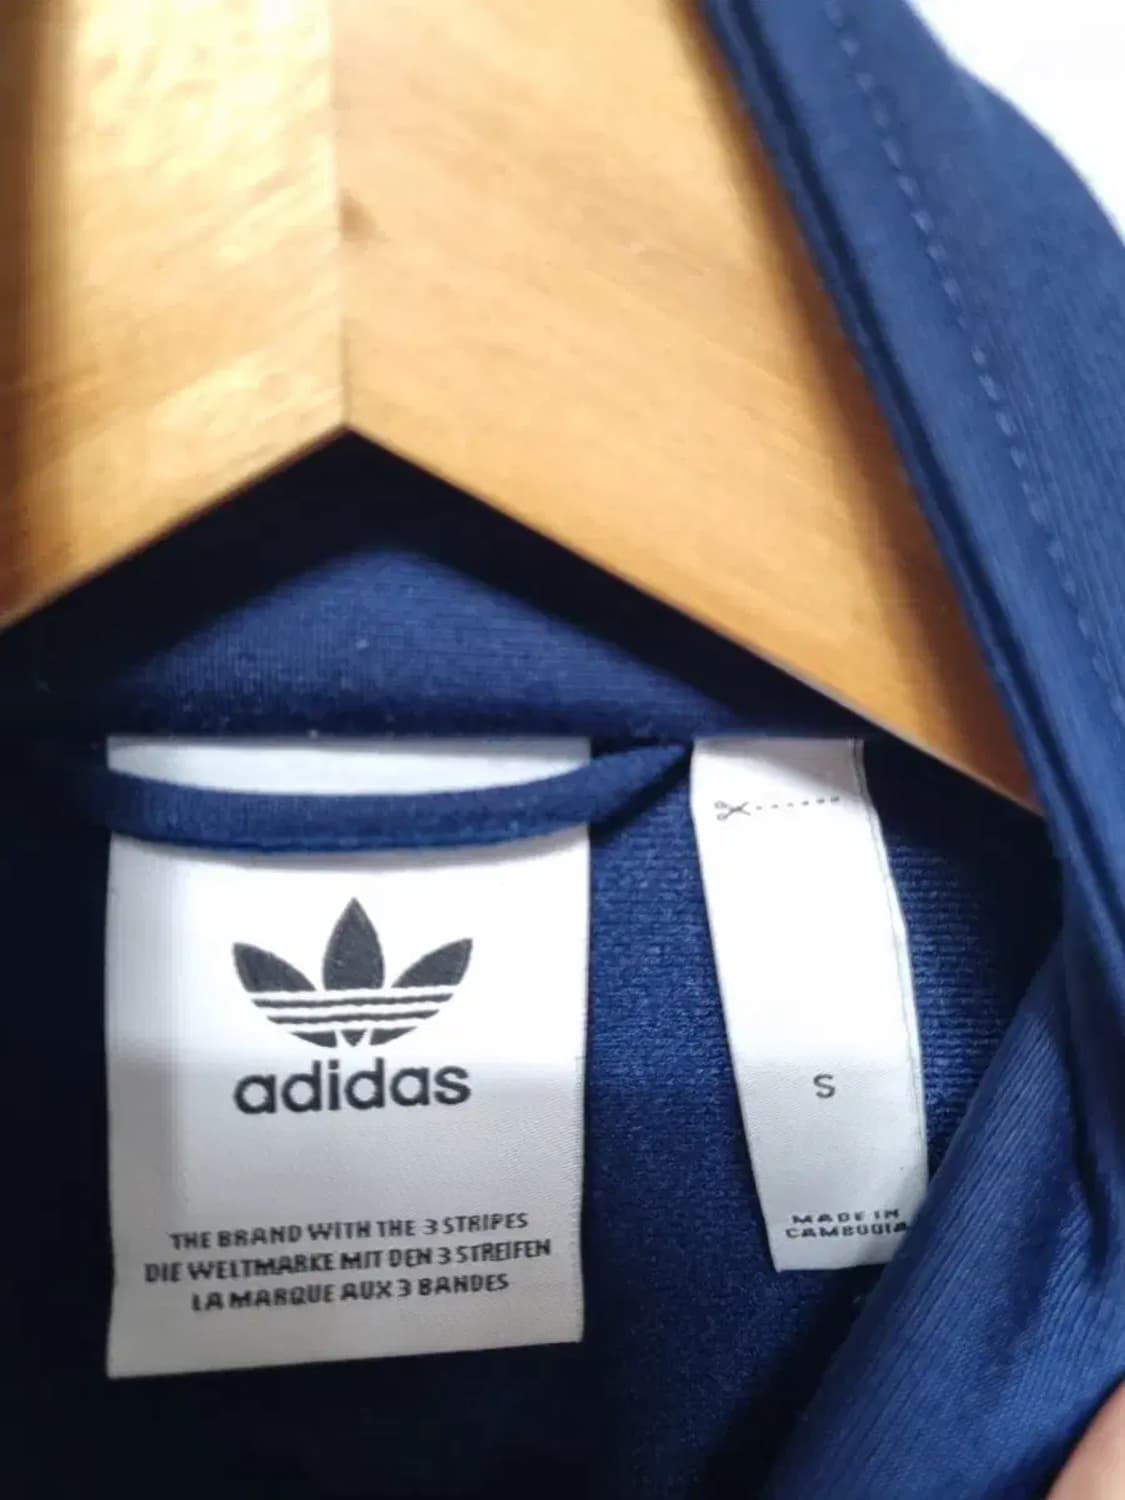 adidas
THE BRAND WITH THE 3 STRIPES
DIE WELTMARKE MIT DEN 3 STREIFEN
LA MARQUE AUX 3 BANDES
S
MADE IN
CAMBODIA